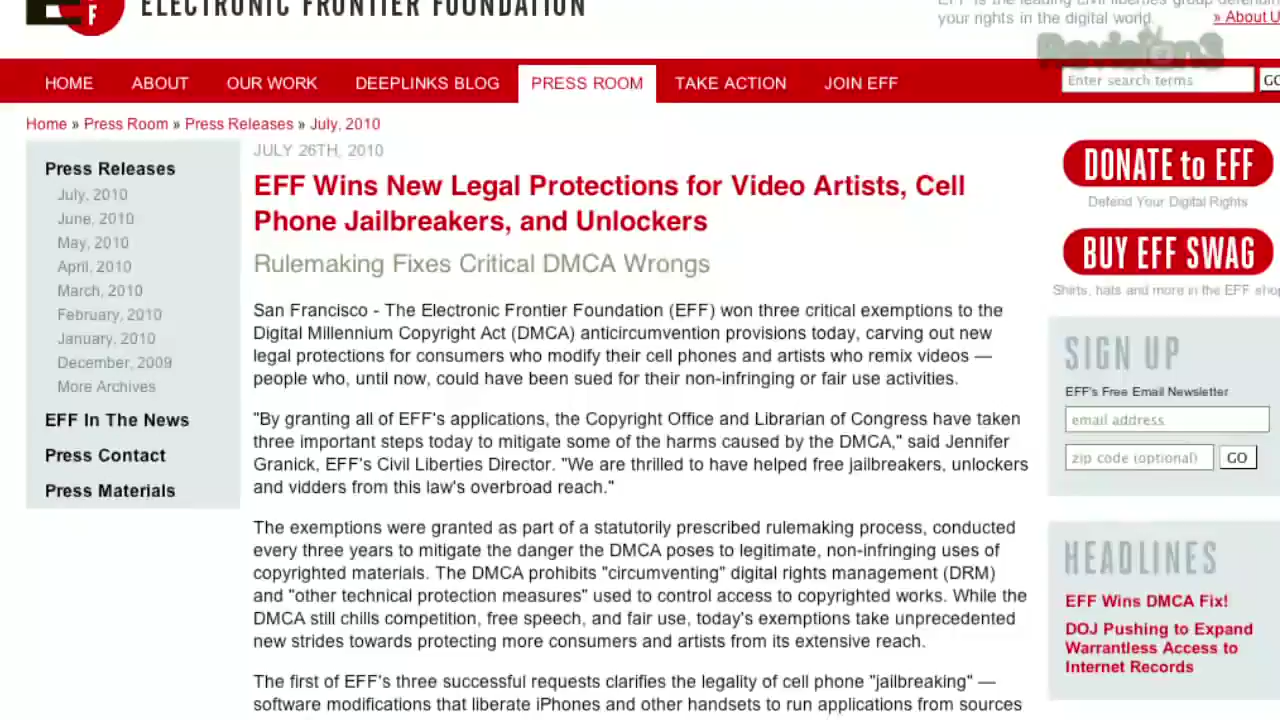 ELECTRONIC FRONTIER FOUNDATION
EFF is the leading civil liberties group defending
your rights in the digital world.
» About U
Revision3
HOME ABOUT OUR WORK DEEPLINKS BLOG PRESS ROOM TAKE ACTION JOIN EFF
Enter search terms
GO
Home » Press Room » Press Releases » July, 2010
Press Releases
July, 2010
June, 2010
May, 2010
April, 2010
March, 2010
February, 2010
January, 2010
December, 2009
More Archives
EFF In The News
Press Contact
Press Materials
JULY 26TH, 2010
EFF Wins New Legal Protections for Video Artists, Cell
Phone Jailbreakers, and Unlockers
Rulemaking Fixes Critical DMCA Wrongs
San Francisco - The Electronic Frontier Foundation (EFF) won three critical exemptions to the
Digital Millennium Copyright Act (DMCA) anticircumvention provisions today, carving out new
legal protections for consumers who modify their cell phones and artists who remix videos —
people who, until now, could have been sued for their non-infringing or fair use activities.
"By granting all of EFF's applications, the Copyright Office and Librarian of Congress have taken
three important steps today to mitigate some of the harms caused by the DMCA," said Jennifer
Granick, EFF's Civil Liberties Director. "We are thrilled to have helped free jailbreakers, unlockers
and vidders from this law's overbroad reach."
The exemptions were granted as part of a statutorily prescribed rulemaking process, conducted
every three years to mitigate the danger the DMCA poses to legitimate, non-infringing uses of
copyrighted materials. The DMCA prohibits "circumventing" digital rights management (DRM)
and "other technical protection measures" used to control access to copyrighted works. While the
DMCA still chills competition, free speech, and fair use, today's exemptions take unprecedented
new strides towards protecting more consumers and artists from its extensive reach.
The first of EFF's three successful requests clarifies the legality of cell phone "jailbreaking" —
software modifications that liberate iPhones and other handsets to run applications from sources
DONATE to EFF
Defend Your Digital Rights
BUY EFF SWAG
Shirts, hats and more in the EFF shop
SIGN UP
EFF's Free Email Newsletter
email address
zip code (optional)
GO
HEADLINES
EFF Wins DMCA Fix!
DOJ Pushing to Expand
Warrantless Access to
Internet Records